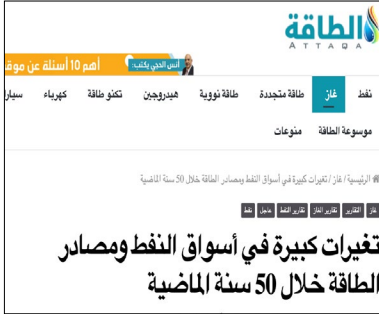 الطاقة
ATTAQA
أنس الحجي يكتب: أهم 10 أسئلة عن موق
نفط غاز طاقة متجددة طاقة نووية هيدروجين تكنو طاقة كهرباء سيارا
موسوعة الطاقة منوعات
الرئيسية / غاز / تغيرات كبيرة في أسواق النفط ومصادر الطاقة خلال 50 سنة الماضية
غاز التقارير تقارير الغاز تقارير النفط عاجل نفط
تغيرات كبيرة في أسواق النفط ومصادر
الطاقة خلال 50 سنة الماضية